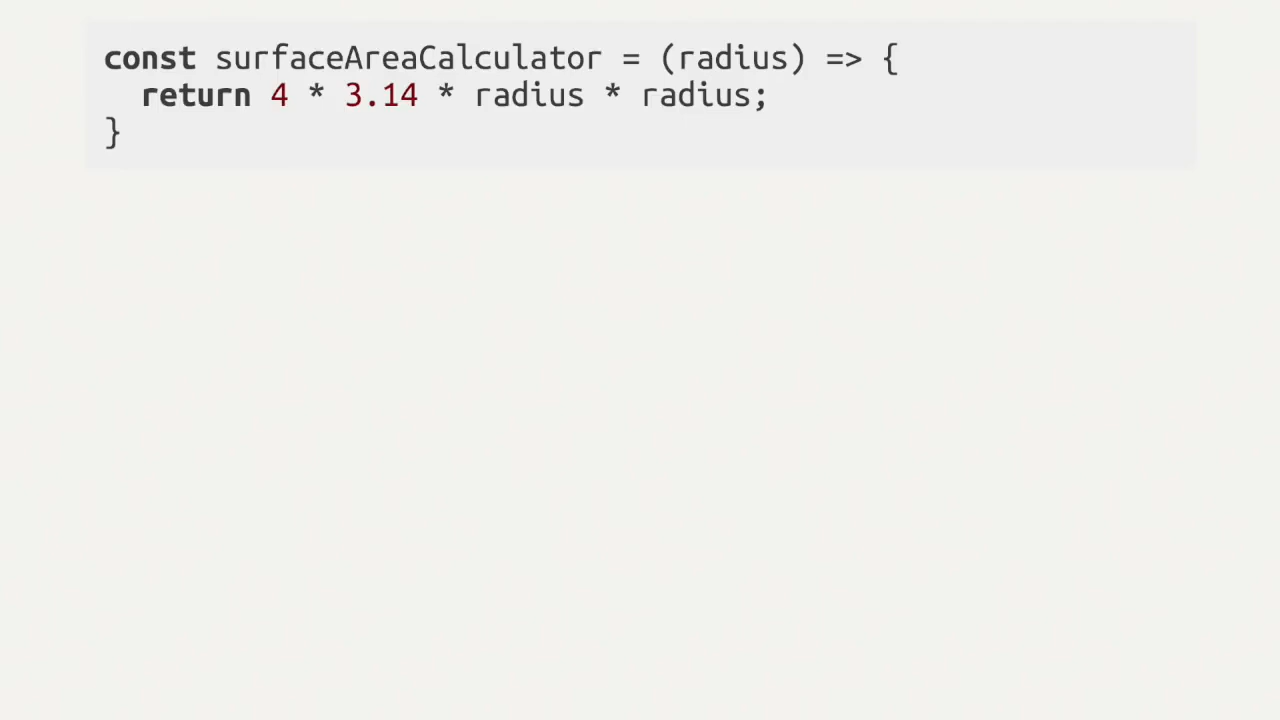 const surfaceAreaCalculator = (radius) => {
  return 4 * 3.14 * radius * radius;
}